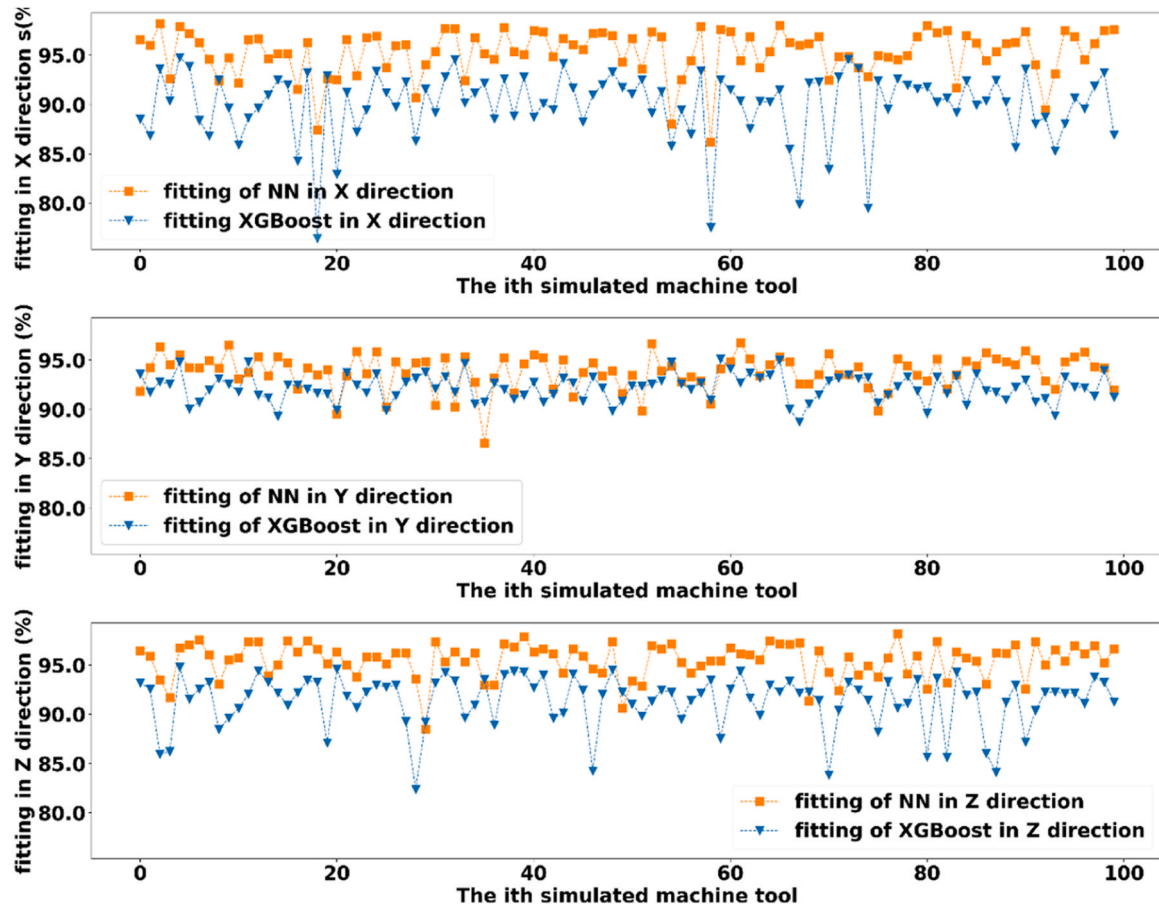 fitting in X direction s(%
95.0
90.0
85.0
80.0
fitting of NN in X direction
fitting XGBoost in X direction
0 20 40 60 80 100
The ith simulated machine tool
fitting in Y direction (%)
95.0
90.0
85.0
80.0
fitting of NN in Y direction
fitting of XGBoost in Y direction
0 20 40 60 80 100
The ith simulated machine tool
fitting in Z direction (%)
95.0
90.0
85.0
80.0
fitting of NN in Z direction
fitting of XGBoost in Z direction
0 20 40 60 80 100
The ith simulated machine tool